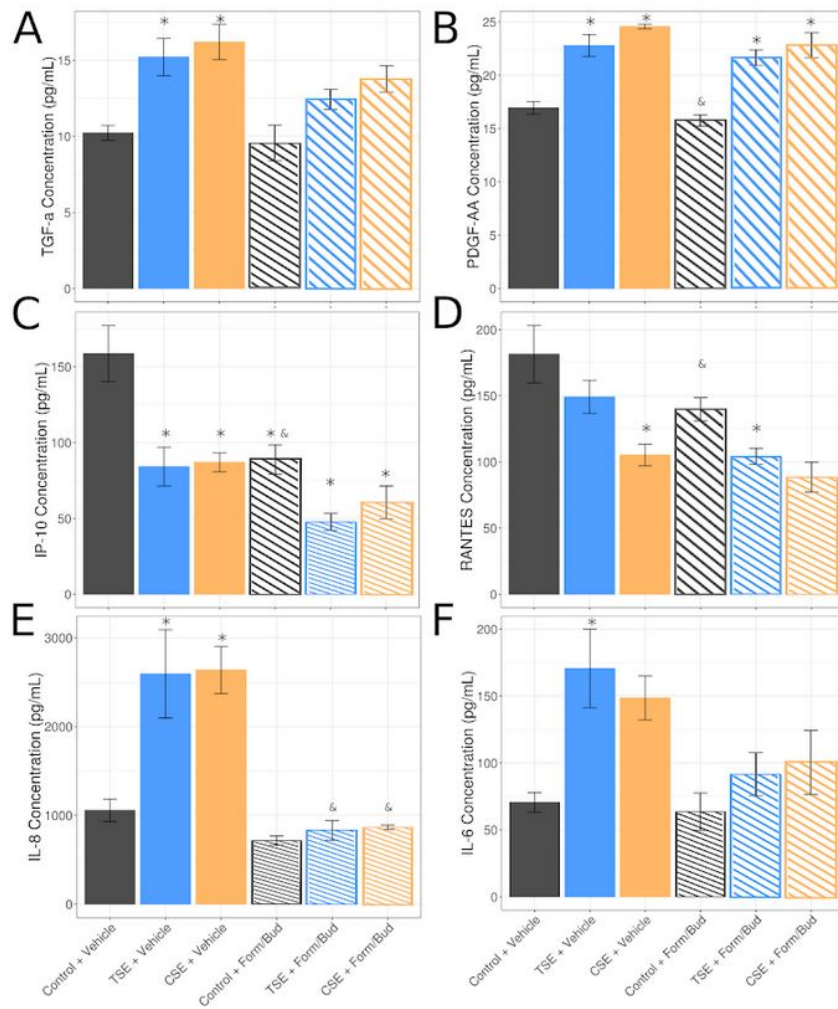 A
TGF-a Concentration (pg/mL)
15
10
5
0
*
*
B
PDGF-AA Concentration (pg/mL)
25
20
15
10
5
0
*
*
&
*
*
C
IP-10 Concentration (pg/mL)
150
100
50
0
*
*
* &
*
*
D
RANTES Concentration (pg/mL)
200
150
100
50
0
*
&
*
E
IL-8 Concentration (pg/mL)
3000
2000
1000
0
*
*
&
&
Control + Vehicle
TSE + Vehicle
CSE + Vehicle
Control + Form/Bud
TSE + Form/Bud
CSE + Form/Bud
F
IL-6 Concentration (pg/mL)
200
150
100
50
0
*
Control + Vehicle
TSE + Vehicle
CSE + Vehicle
Control + Form/Bud
TSE + Form/Bud
CSE + Form/Bud